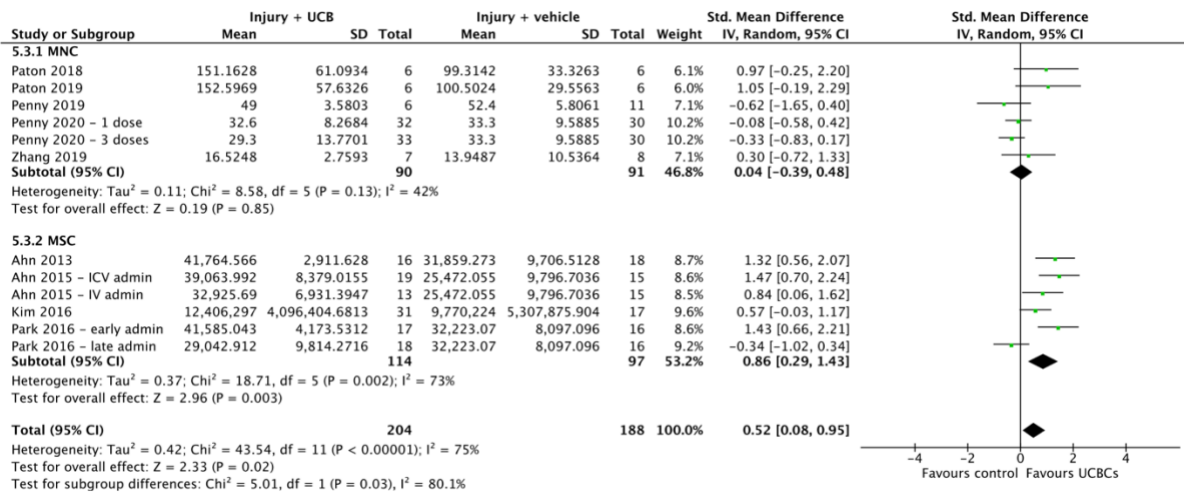 Injury + UCB Injury + vehicle Std. Mean Difference Std. Mean Difference
Study or Subgroup Mean SD Total Mean SD Total Weight IV, Random, 95% CI IV, Random, 95% CI
5.3.1 MNC
Paton 2018 151.1628 61.0934 6 99.3142 33.3263 6 6.1% 0.97 [−0.25, 2.20]
Paton 2019 152.5969 57.6326 6 100.5024 29.5563 6 6.1% 1.05 [−0.19, 2.29]
Penny 2019 49 3.5803 6 52.4 5.8061 11 7.1% −0.62 [−1.65, 0.40]
Penny 2020 – 1 dose 32.6 8.2684 32 33.3 9.5885 30 10.2% −0.08 [−0.58, 0.42]
Penny 2020 – 3 doses 29.3 13.7701 33 33.3 9.5885 30 10.2% −0.33 [−0.83, 0.17]
Zhang 2019 16.5248 2.7593 7 13.9487 10.5364 8 7.1% 0.30 [−0.72, 1.33]
Subtotal (95% CI) 90 91 46.8% 0.04 [−0.39, 0.48]
Heterogeneity: Tau² = 0.11; Chi² = 8.58, df = 5 (P = 0.13); I² = 42%
Test for overall effect: Z = 0.19 (P = 0.85)
5.3.2 MSC
Ahn 2013 41,764.566 2,911.628 16 31,859.273 9,706.5128 18 8.7% 1.32 [0.56, 2.07]
Ahn 2015 – ICV admin 39,063.992 8,379.0155 19 25,472.055 9,796.7036 15 8.6% 1.47 [0.70, 2.24]
Ahn 2015 – IV admin 32,925.69 6,931.3947 13 25,472.055 9,796.7036 15 8.5% 0.84 [0.06, 1.62]
Kim 2016 12,406,297 4,096,404.6813 31 9,770,224 5,307,875.904 17 9.6% 0.57 [−0.03, 1.17]
Park 2016 – early admin 41,585.043 4,173.5312 17 32,223.07 8,097.096 16 8.6% 1.43 [0.66, 2.21]
Park 2016 – late admin 29,042.912 9,814.2716 18 32,223.07 8,097.096 16 9.2% −0.34 [−1.02, 0.34]
Subtotal (95% CI) 114 97 53.2% 0.86 [0.29, 1.43]
Heterogeneity: Tau² = 0.37; Chi² = 18.71, df = 5 (P = 0.002); I² = 73%
Test for overall effect: Z = 2.96 (P = 0.003)
Total (95% CI) 204 188 100.0% 0.52 [0.08, 0.95]
Heterogeneity: Tau² = 0.42; Chi² = 43.54, df = 11 (P < 0.00001); I² = 75%
Test for overall effect: Z = 2.33 (P = 0.02)
Test for subgroup differences: Chi² = 5.01, df = 1 (P = 0.03), I² = 80.1%
−4 −2 0 2 4
Favours control Favours UCBCs